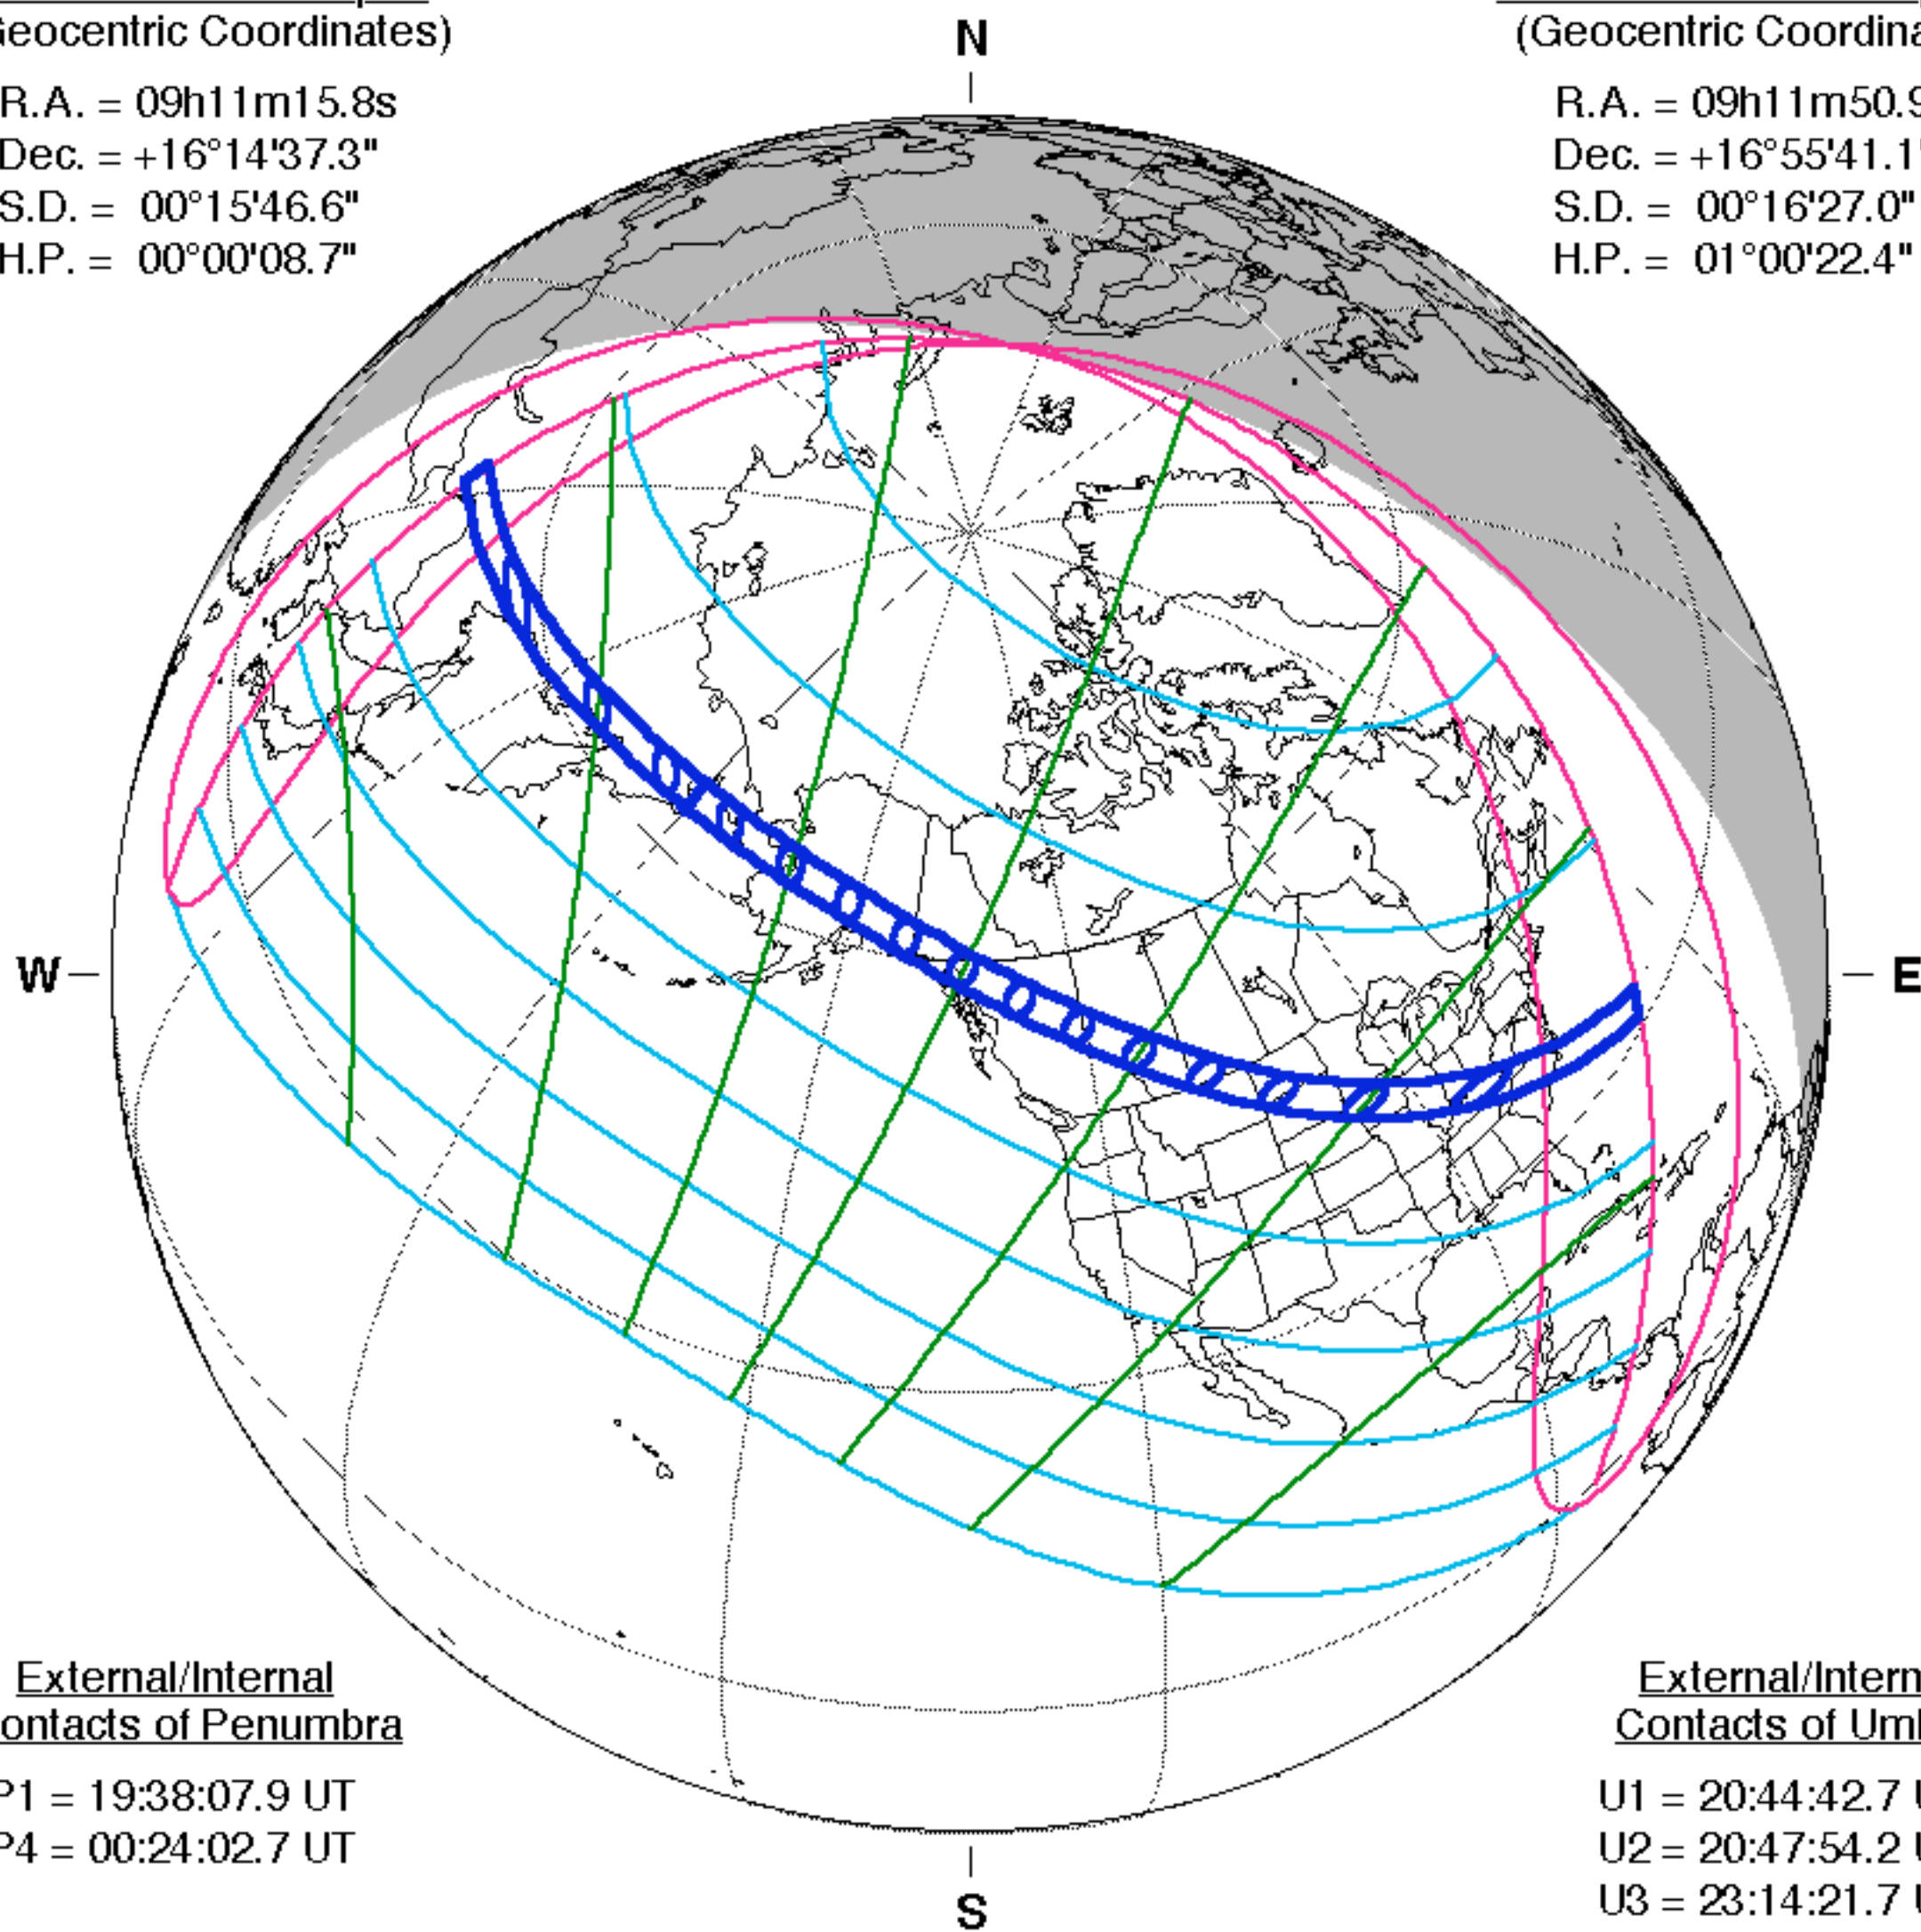 Geocentric Coordinates)
R.A. = 09h11m15.8s
Dec. = +16°14'37.3"
S.D. = 00°15'46.6"
H.P. = 00°00'08.7"
N
(Geocentric Coordina
R.A. = 09h11m50.9
Dec. = +16°55'41.1"
S.D. = 00°16'27.0"
H.P. = 01°00'22.4"
W
E
External/Internal
ontacts of Penumbra
P1 = 19:38:07.9 UT
P4 = 00:24:02.7 UT
External/Intern
Contacts of Uml
U1 = 20:44:42.7 U
U2 = 20:47:54.2 U
U3 = 23:14:21.7 U
S